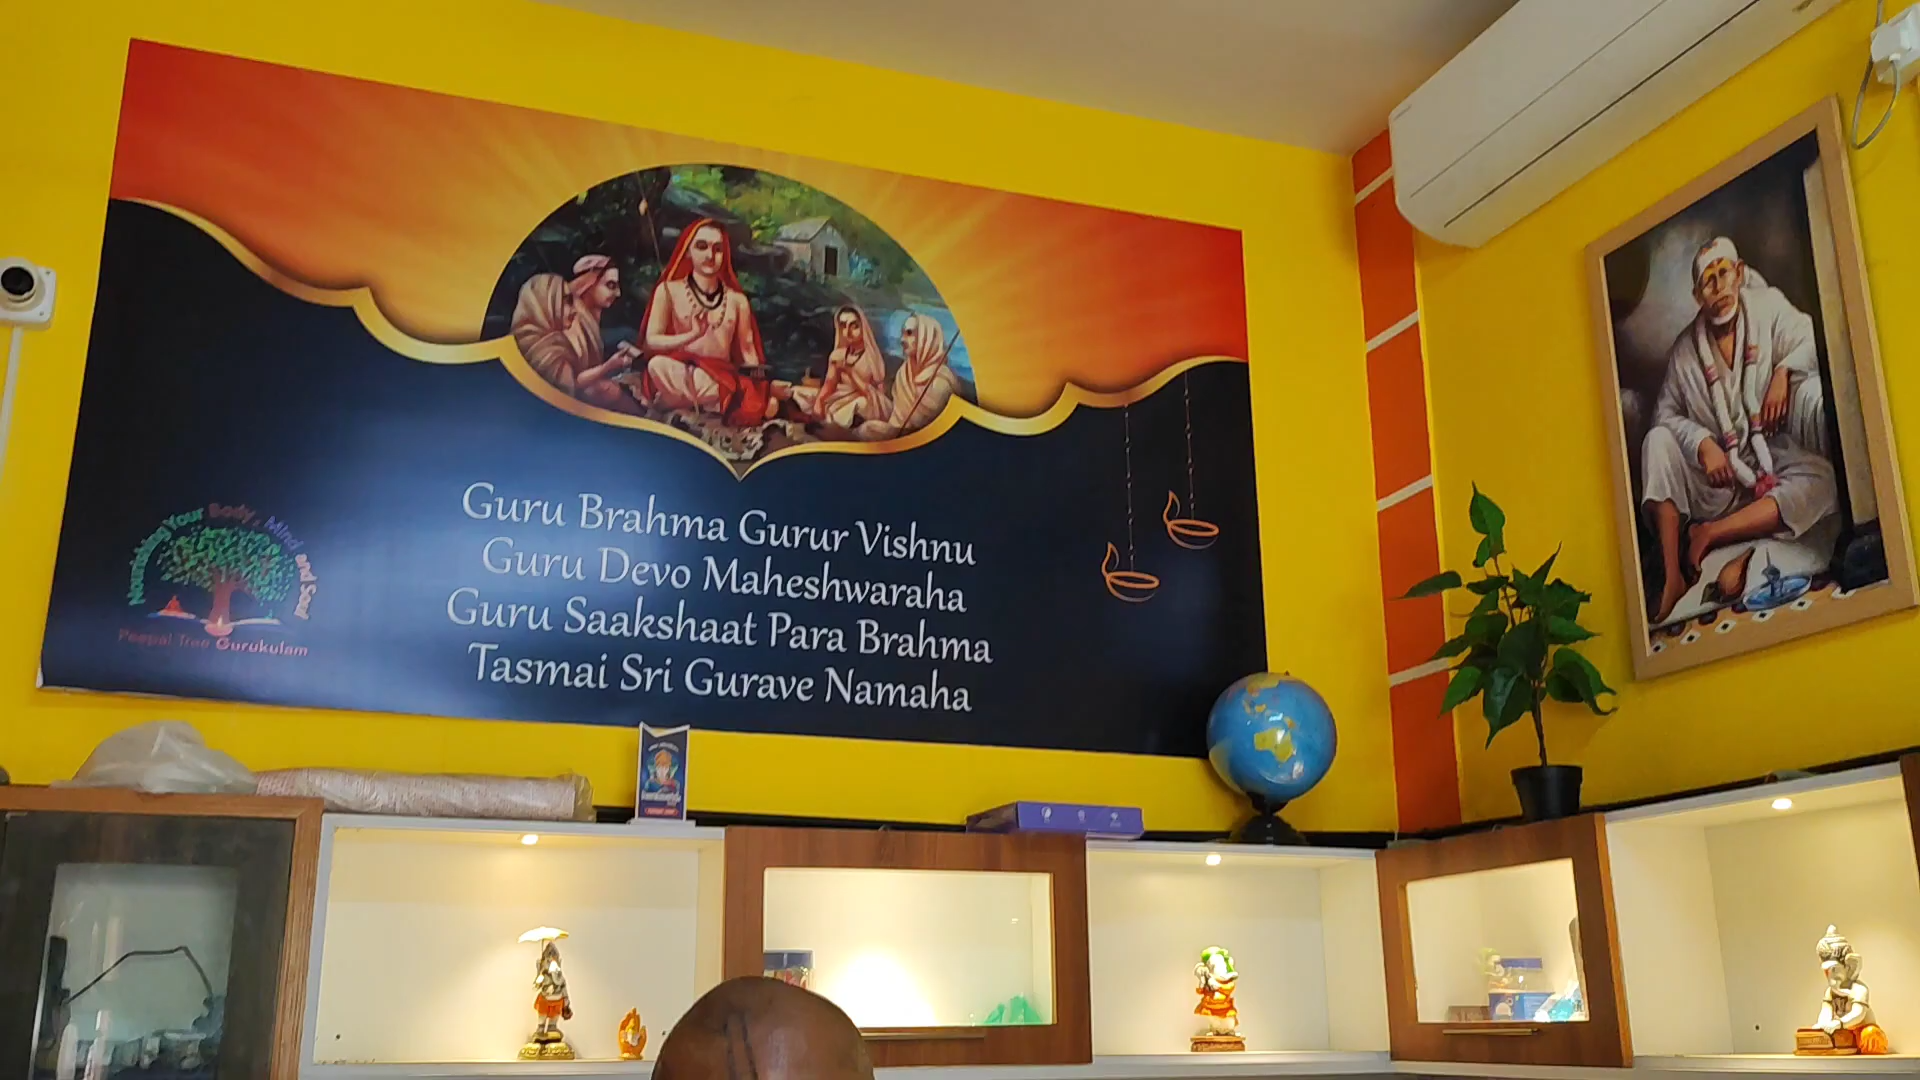 Guru Brahma Gurur Vishnu
Guru Devo Maheshwaraha
Guru Saakshaat Para Brahma
Tasmai Sri Gurave Namaha
Nourishing Your Body, Mind and Soul
Peepal Tree Gurukulam